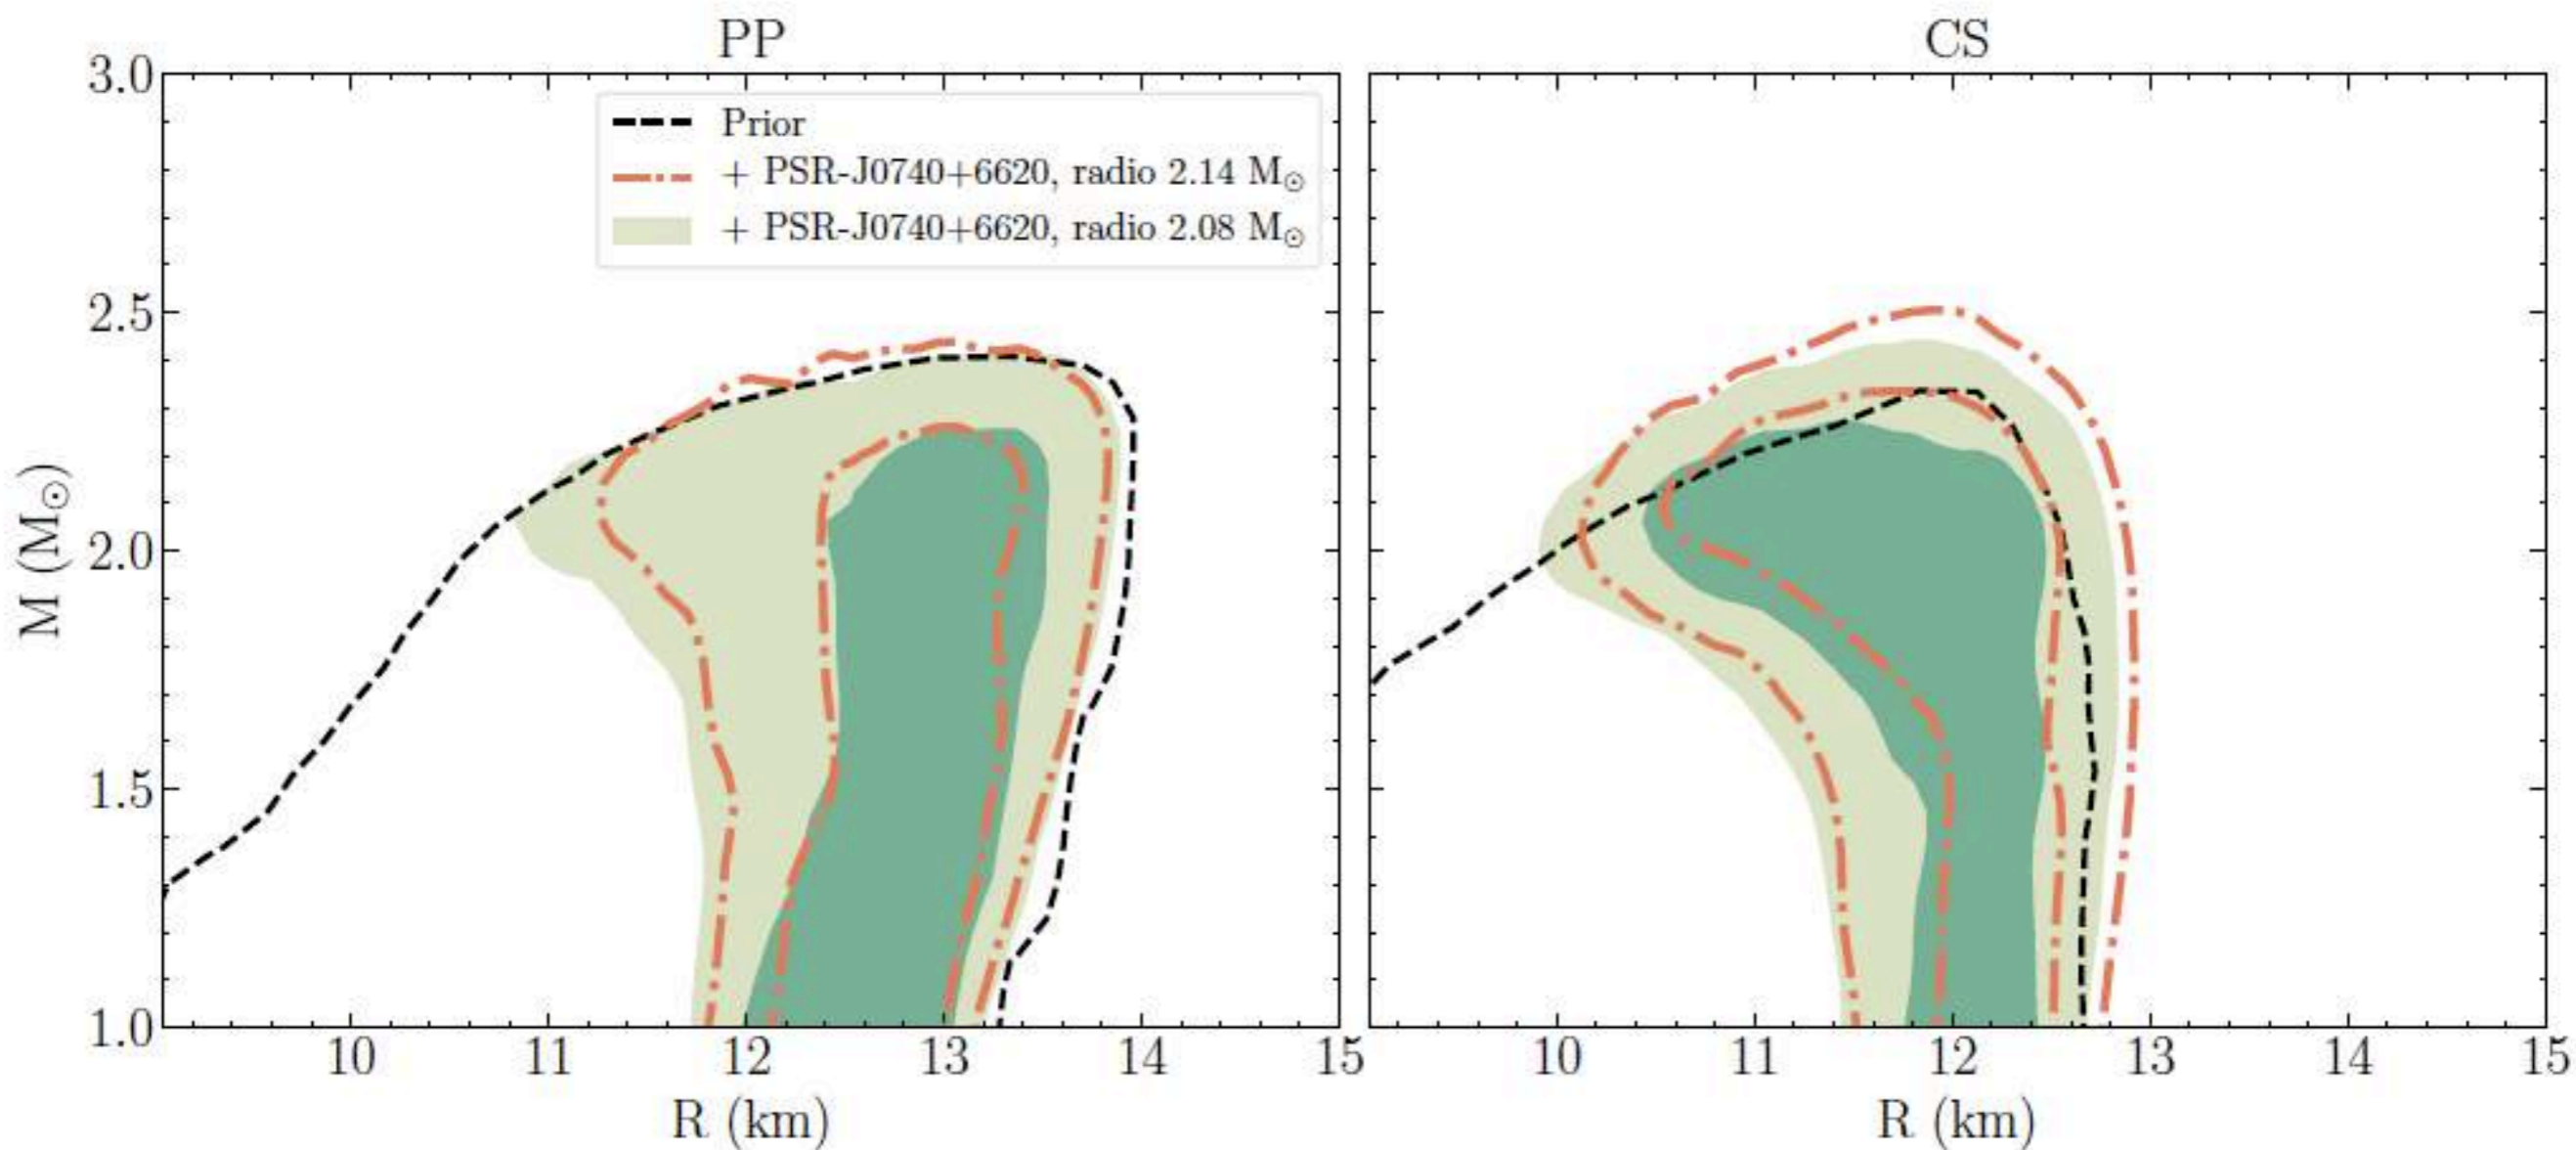 PP
CS
3.0
2.5
2.0
1.5
1.0
M (M⊙)
Prior
+ PSR-J0740+6620, radio 2.14 M⊙
+ PSR-J0740+6620, radio 2.08 M⊙
10 11 12 13 14 15
10 11 12 13 14 15
R (km)
R (km)